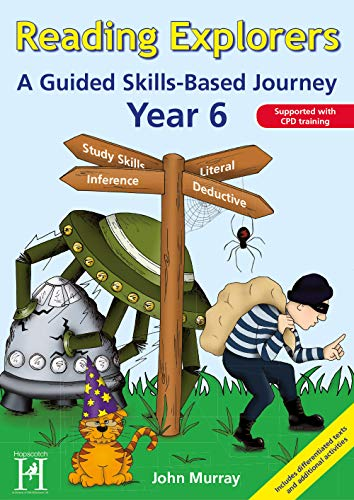 Reading Explorers
A Guided Skills-Based Journey
Year 6
Supported with
CPD training
Study Skills
Literal
Inference
Deductive
Includes differentiated texts
and additional activities
Hopscotch
H
John Murray